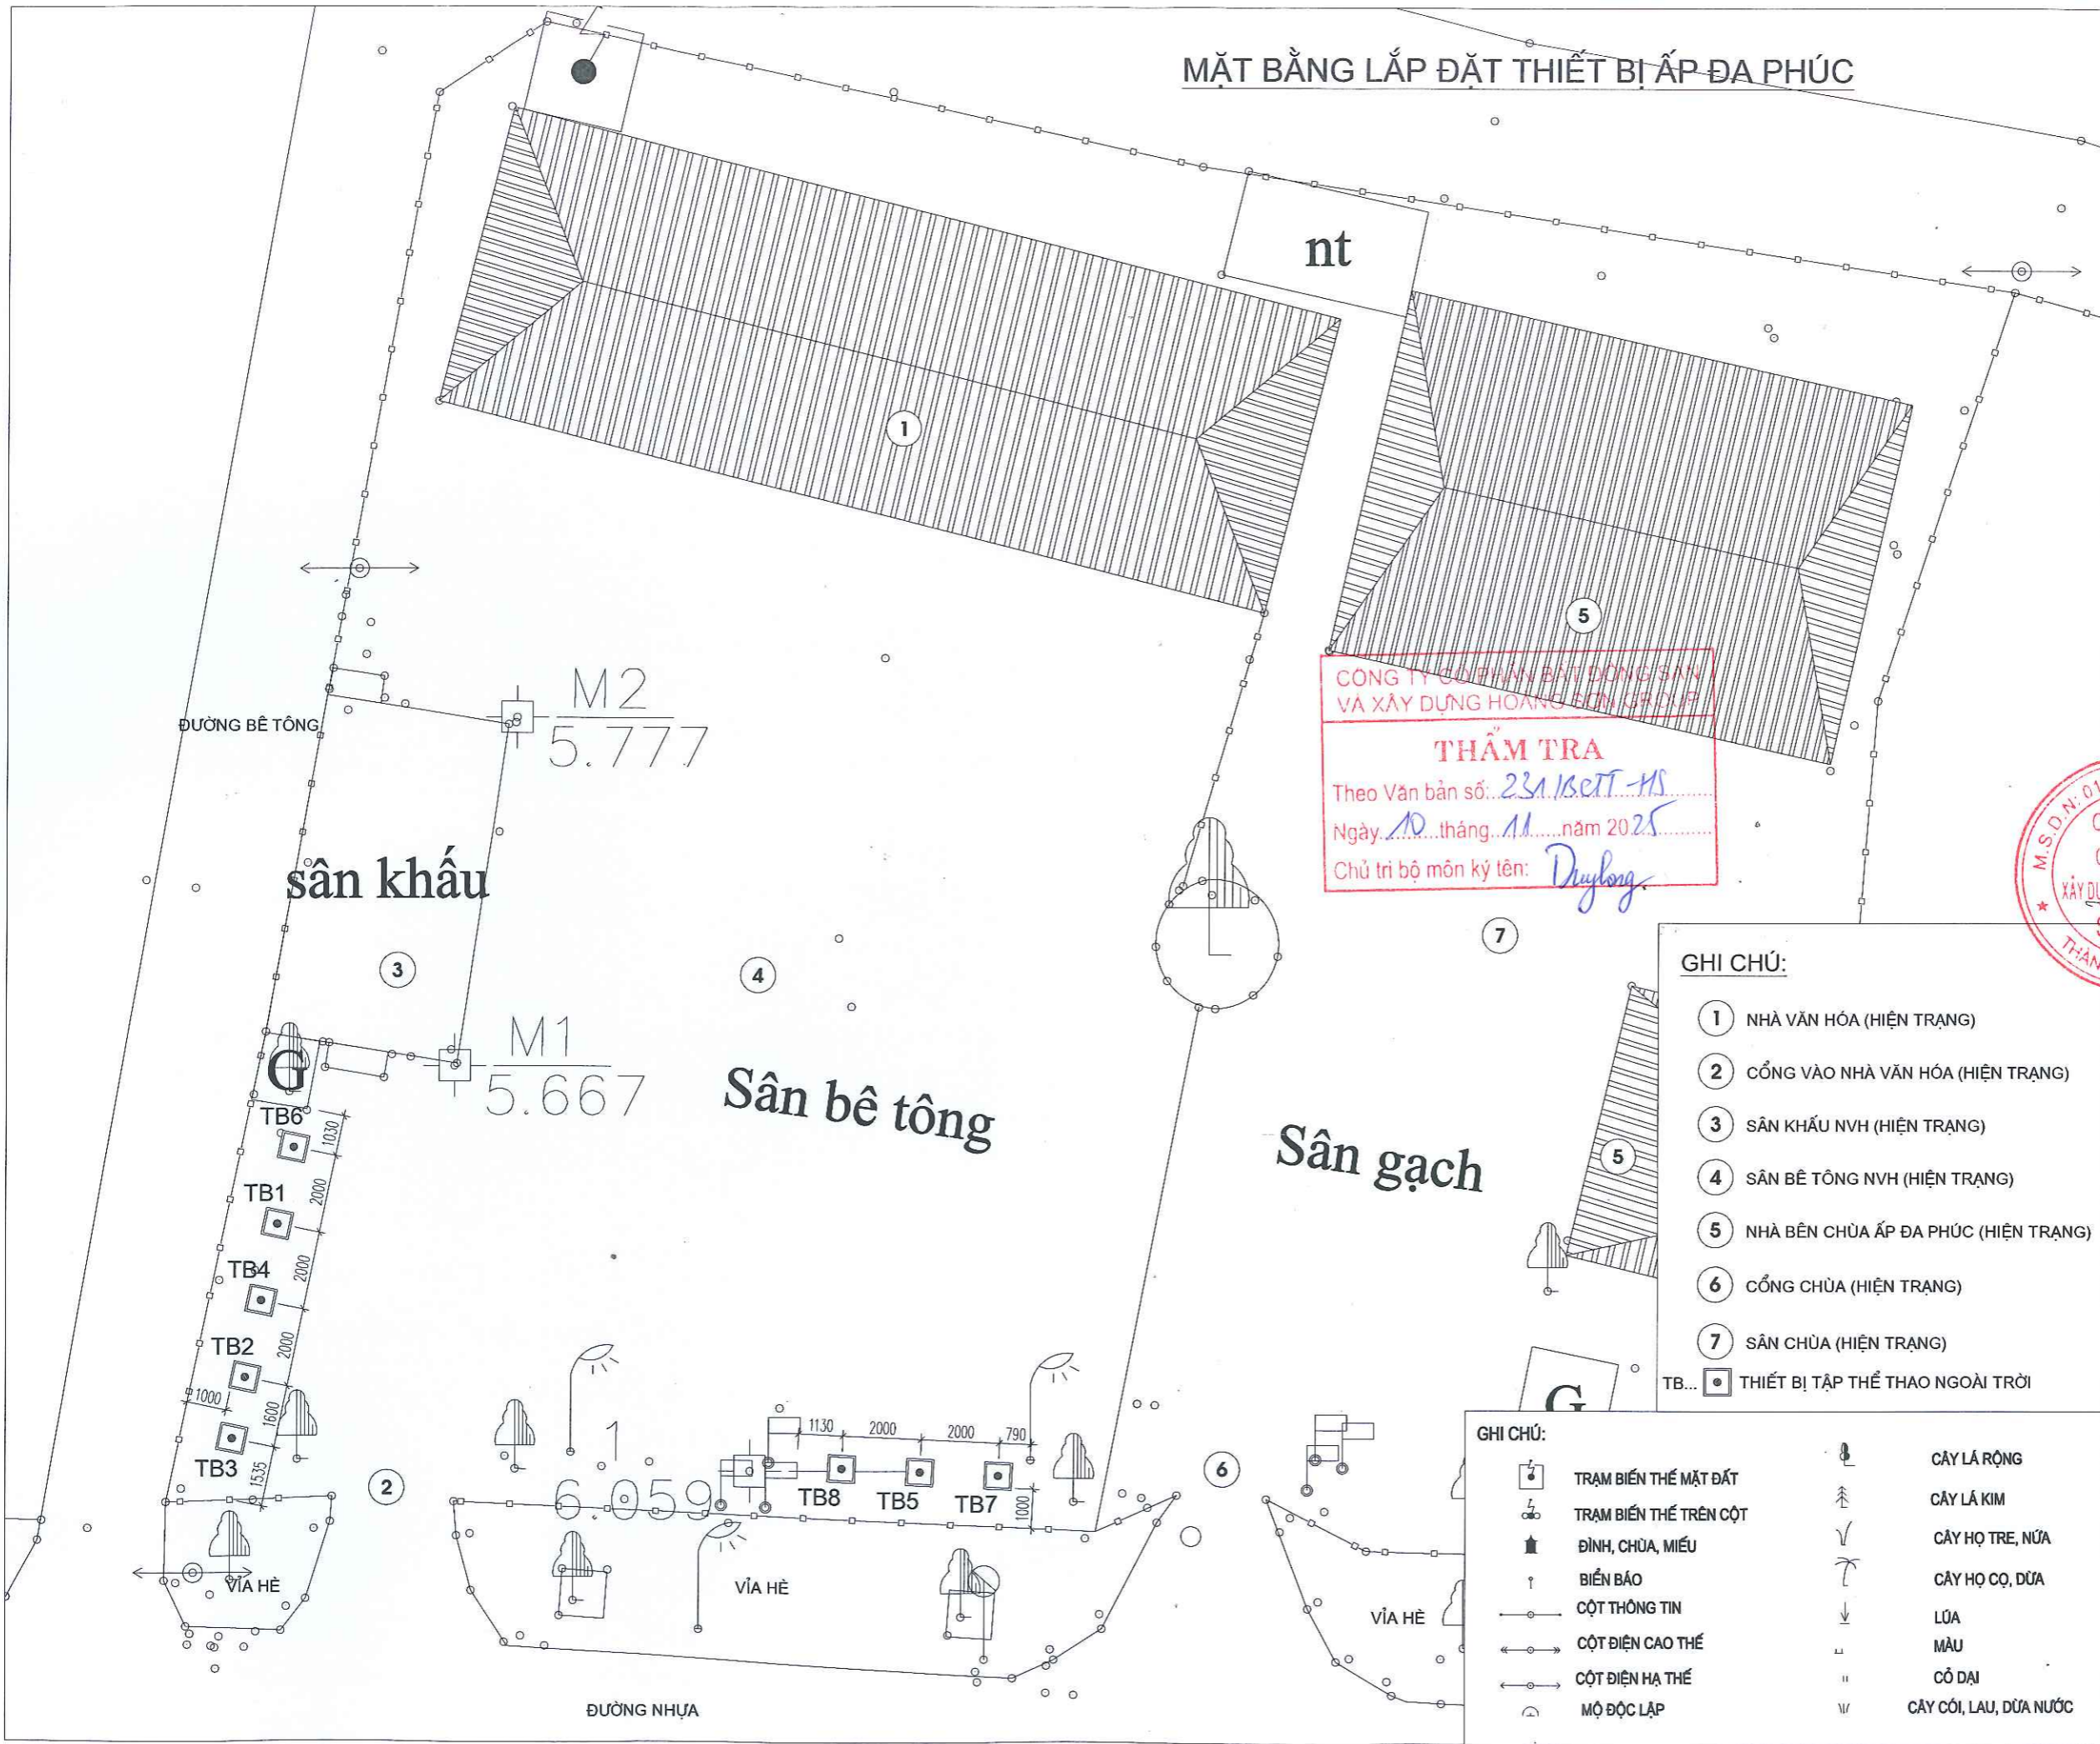 MẶT BẰNG LẮP ĐẶT THIẾT BỊ ẤP ĐA PHÚC
nt
1
5
M2
5.777
ĐƯỜNG BÊ TÔNG
CÔNG TY CỔ PHẦN BẤT ĐỘNG SẢN
VÀ XÂY DỰNG HOÀNG SƠN GROUP
THẨM TRA
Theo Văn bản số: 231/BCTT-HS
Ngày 10 tháng 11 năm 2025
Chủ trì bộ môn ký tên: Duylong
M.S.D.N: 01
XÂY DỰ
sân khấu
3
4
7
M1
5.667
G
Sân bê tông
Sân gạch
5
TB6
1030
TB1
2000
TB4
2000
TB2
2000
1000
1600
TB3
1535
2
1
6.059
1130
2000
2000
790
TB8
TB5
TB7
1000
6
G
VỈA HÈ
VỈA HÈ
VỈA HÈ
ĐƯỜNG NHỰA
GHI CHÚ:
1 NHÀ VĂN HÓA (HIỆN TRẠNG)
2 CỔNG VÀO NHÀ VĂN HÓA (HIỆN TRẠNG)
3 SÂN KHẤU NVH (HIỆN TRẠNG)
4 SÂN BÊ TÔNG NVH (HIỆN TRẠNG)
5 NHÀ BÊN CHÙA ẤP ĐA PHÚC (HIỆN TRẠNG)
6 CỔNG CHÙA (HIỆN TRẠNG)
7 SÂN CHÙA (HIỆN TRẠNG)
TB... THIẾT BỊ TẬP THỂ THAO NGOÀI TRỜI
GHI CHÚ:
TRẠM BIẾN THẾ MẶT ĐẤT
TRẠM BIẾN THẾ TRÊN CỘT
ĐÌNH, CHÙA, MIẾU
BIỂN BÁO
CỘT THÔNG TIN
CỘT ĐIỆN CAO THẾ
CỘT ĐIỆN HẠ THẾ
MỘ ĐỘC LẬP
CÂY LÁ RỘNG
CÂY LÁ KIM
CÂY HỌ TRE, NỨA
CÂY HỌ CỌ, DỪA
LÚA
MÀU
CỎ DẠI
CÂY CÓI, LAU, DỪA NƯỚC